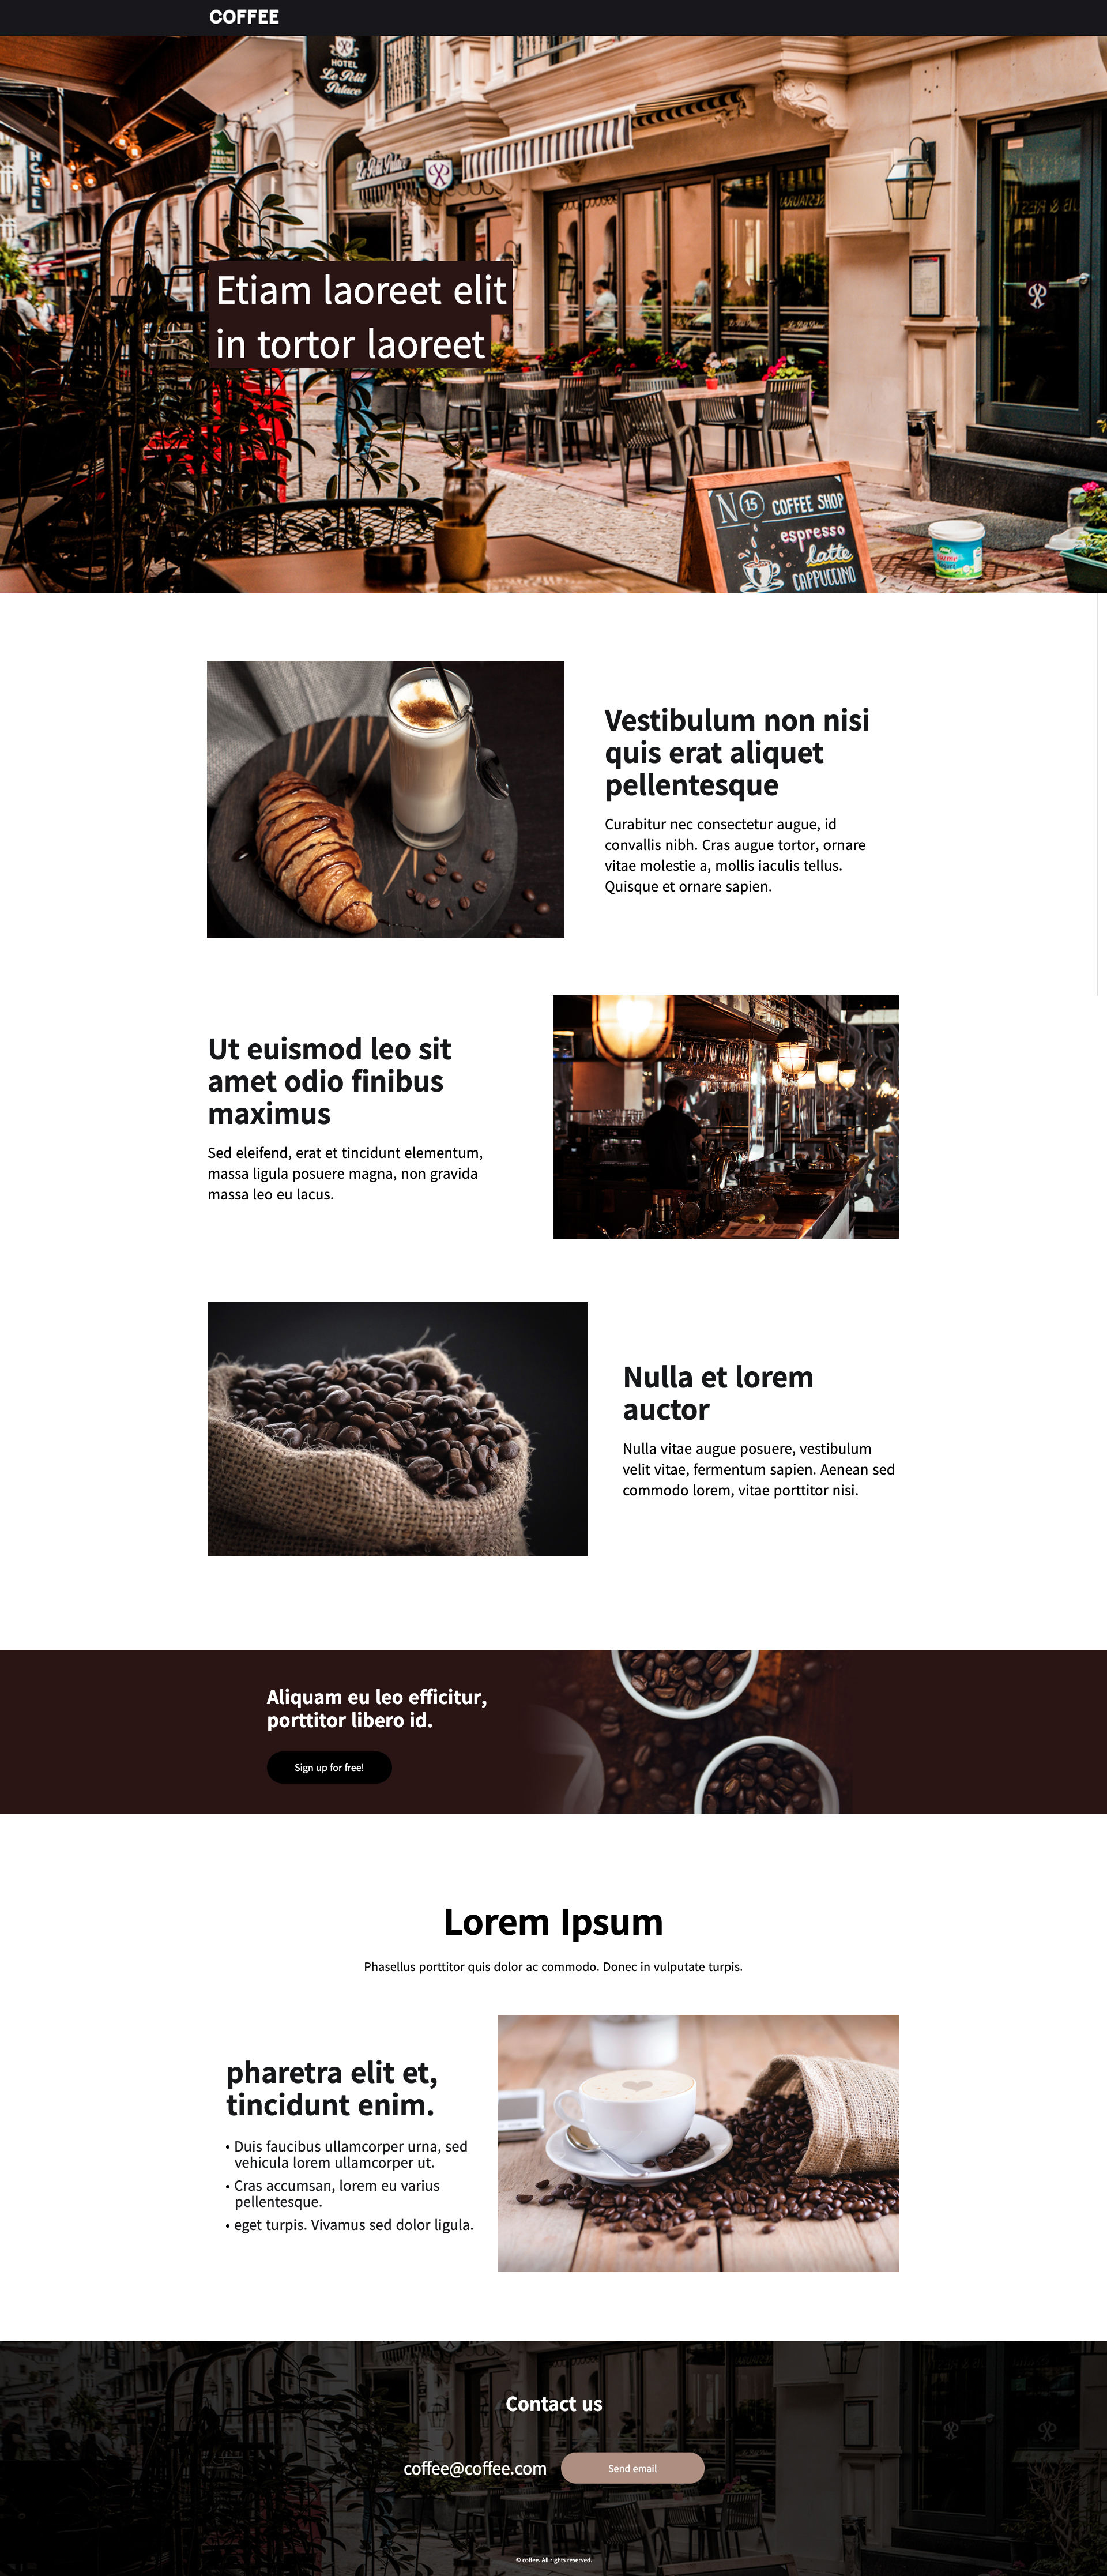 COFFEE
HOTEL
Le Petit
Palace
HOTEL
Le Petit Palace
Etiam laoreet elit
in tortor laoreet
N 15 COFFEE SHOP
espresso
latte
CAPPUCCINO
Vestibulum non nisi
quis erat aliquet
pellentesque
Curabitur nec consectetur augue, id
convallis nibh. Cras augue tortor, ornare
vitae molestie a, mollis iaculis tellus.
Quisque et ornare sapien.
Ut euismod leo sit
amet odio finibus
maximus
Sed eleifend, erat et tincidunt elementum,
massa ligula posuere magna, non gravida
massa leo eu lacus.
Nulla et lorem
auctor
Nulla vitae augue posuere, vestibulum
velit vitae, fermentum sapien. Aenean sed
commodo lorem, vitae porttitor nisi.
Aliquam eu leo efficitur,
porttitor libero id.
Sign up for free!
Lorem Ipsum
Phasellus porttitor quis dolor ac commodo. Donec in vulputate turpis.
pharetra elit et,
tincidunt enim.
• Duis faucibus ullamcorper urna, sed
vehicula lorem ullamcorper ut.
• Cras accumsan, lorem eu varius
pellentesque.
• eget turpis. Vivamus sed dolor ligula.
Contact us
coffee@coffee.com
Send email
© coffee. All rights reserved.